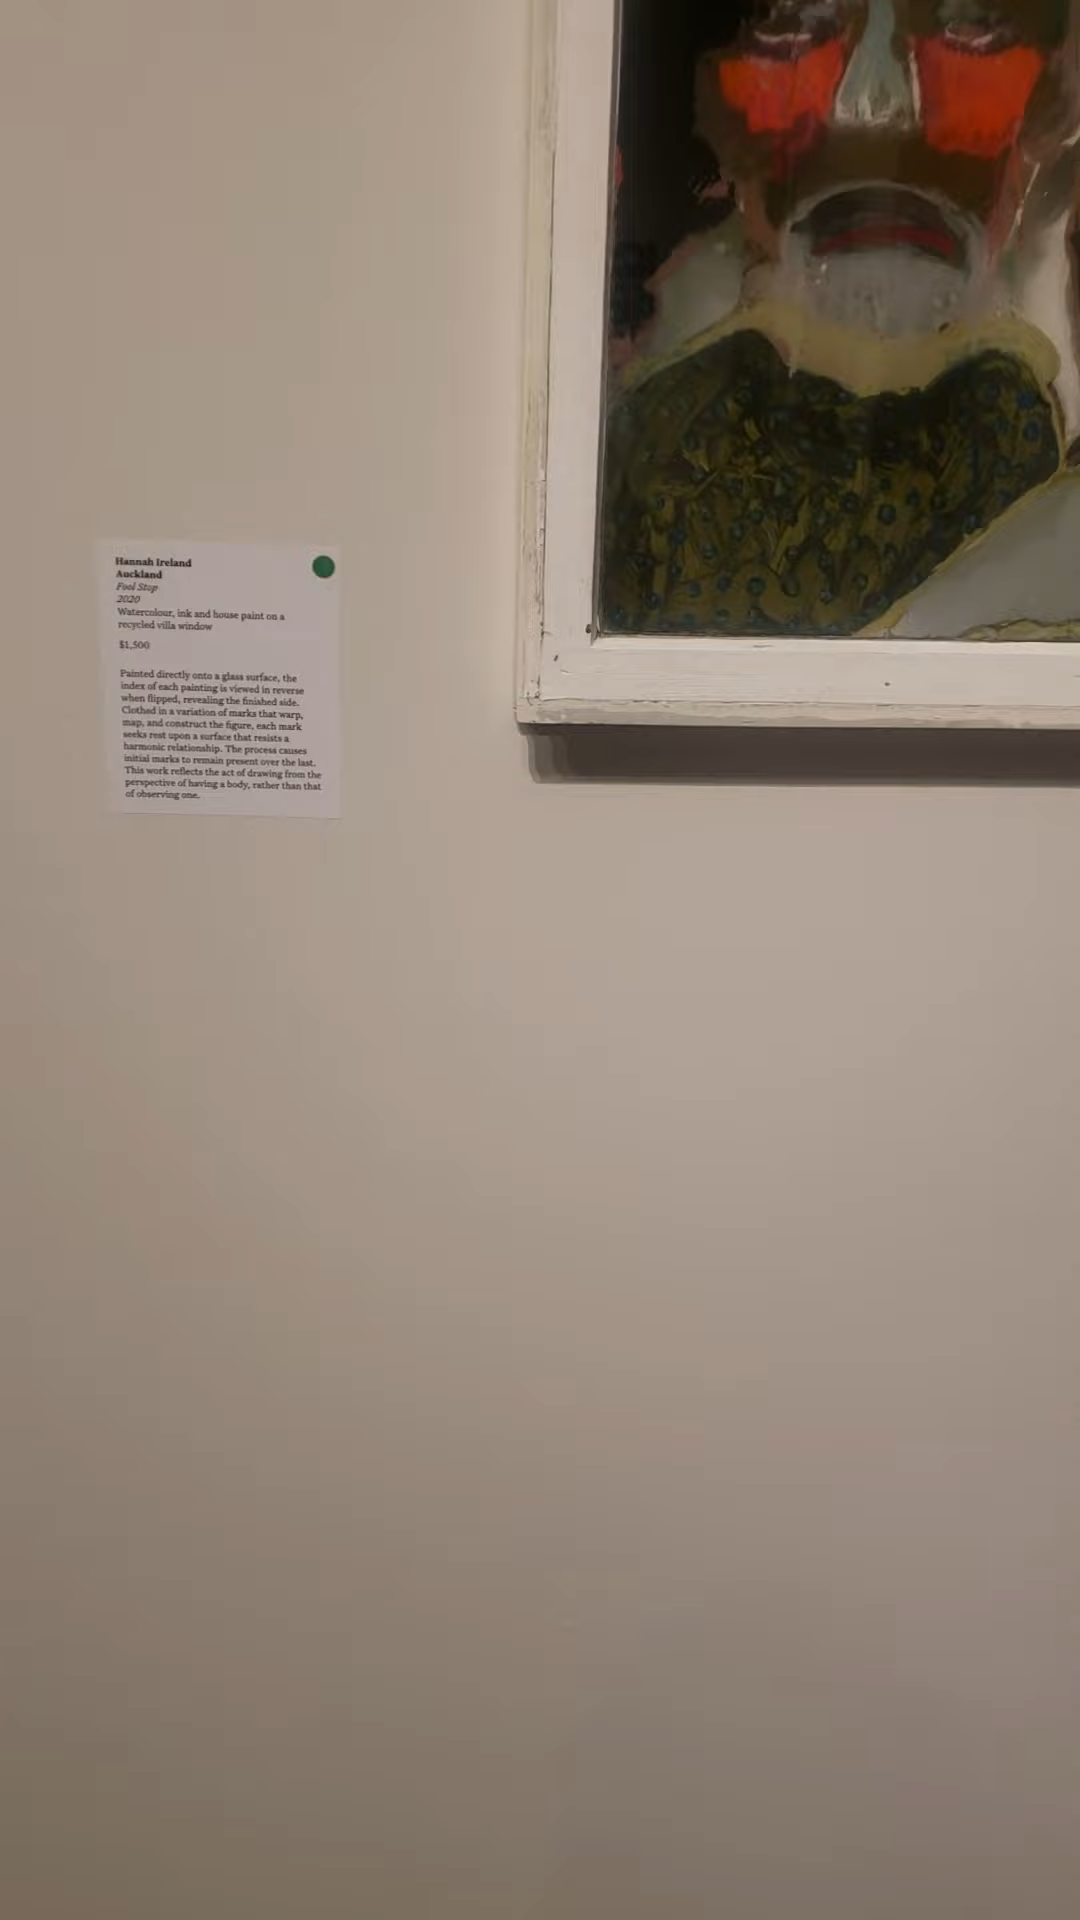 Hannah Ireland
Auckland
Fool Stop
2020
Watercolour, ink and house paint on a
recycled villa window
$1,500
Painted directly onto a glass surface, the
index of each painting is viewed in reverse
when flipped, revealing the finished side.
Clothed in a variation of marks that warp,
map, and construct the figure, each mark
seeks rest upon a surface that resists a
harmonic relationship. The process causes
initial marks to remain present over the last.
This work reflects the act of drawing from the
perspective of having a body, rather than that
of observing one.